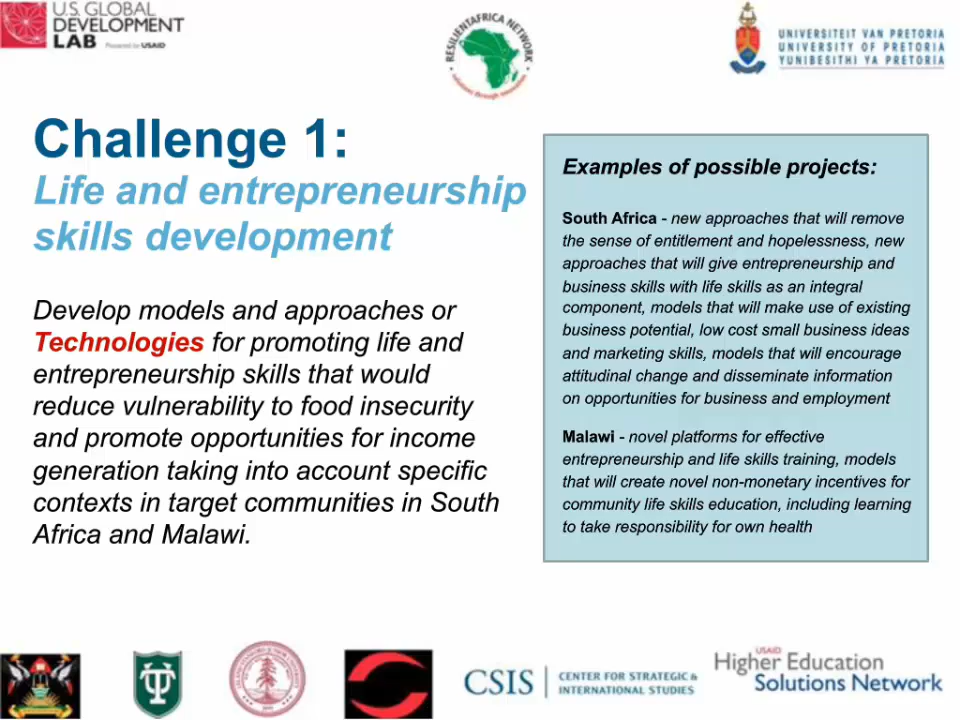 U.S. GLOBAL
DEVELOPMENT
LAB Powered by USAID
RESILIENTAFRICA NETWORK
solutions through innovation
UNIVERSITEIT VAN PRETORIA
UNIVERSITY OF PRETORIA
YUNIBESITHI YA PRETORIA
Challenge 1:
Life and entrepreneurship
skills development
Develop models and approaches or
Technologies for promoting life and
entrepreneurship skills that would
reduce vulnerability to food insecurity
and promote opportunities for income
generation taking into account specific
contexts in target communities in South
Africa and Malawi.
Examples of possible projects:
South Africa - new approaches that will remove
the sense of entitlement and hopelessness, new
approaches that will give entrepreneurship and
business skills with life skills as an integral
component, models that will make use of existing
business potential, low cost small business ideas
and marketing skills, models that will encourage
attitudinal change and disseminate information
on opportunities for business and employment
Malawi - novel platforms for effective
entrepreneurship and life skills training, models
that will create novel non-monetary incentives for
community life skills education, including learning
to take responsibility for own health
CSIS
CENTER FOR STRATEGIC &
INTERNATIONAL STUDIES
USAID
Higher Education
Solutions Network